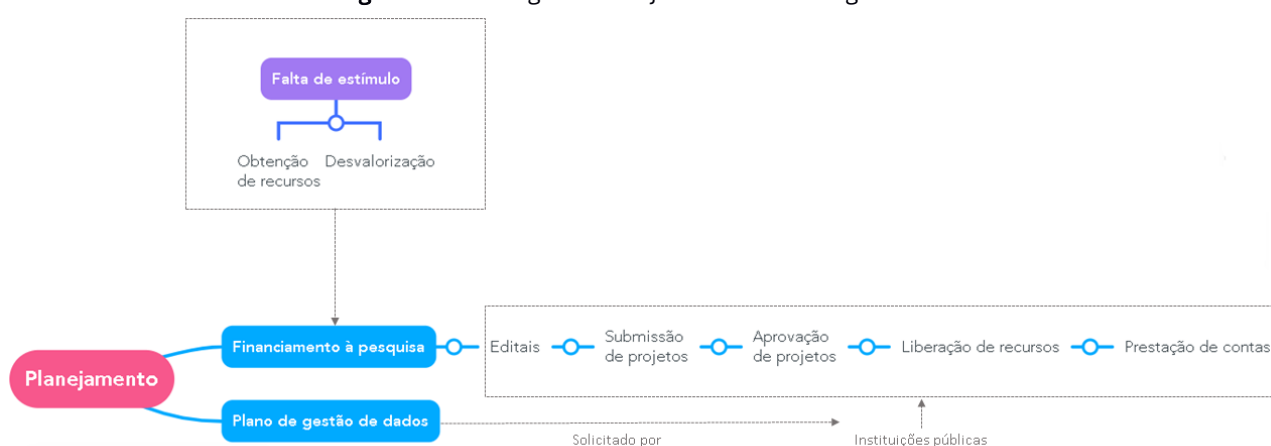 Falta de estímulo
Obtenção
de recursos
Desvalorização
Financiamento à pesquisa
Editais
Submissão
de projetos
Aprovação
de projetos
Liberação de recursos
Prestação de contas
Planejamento
Plano de gestão de dados
Solicitado por
Instituições públicas